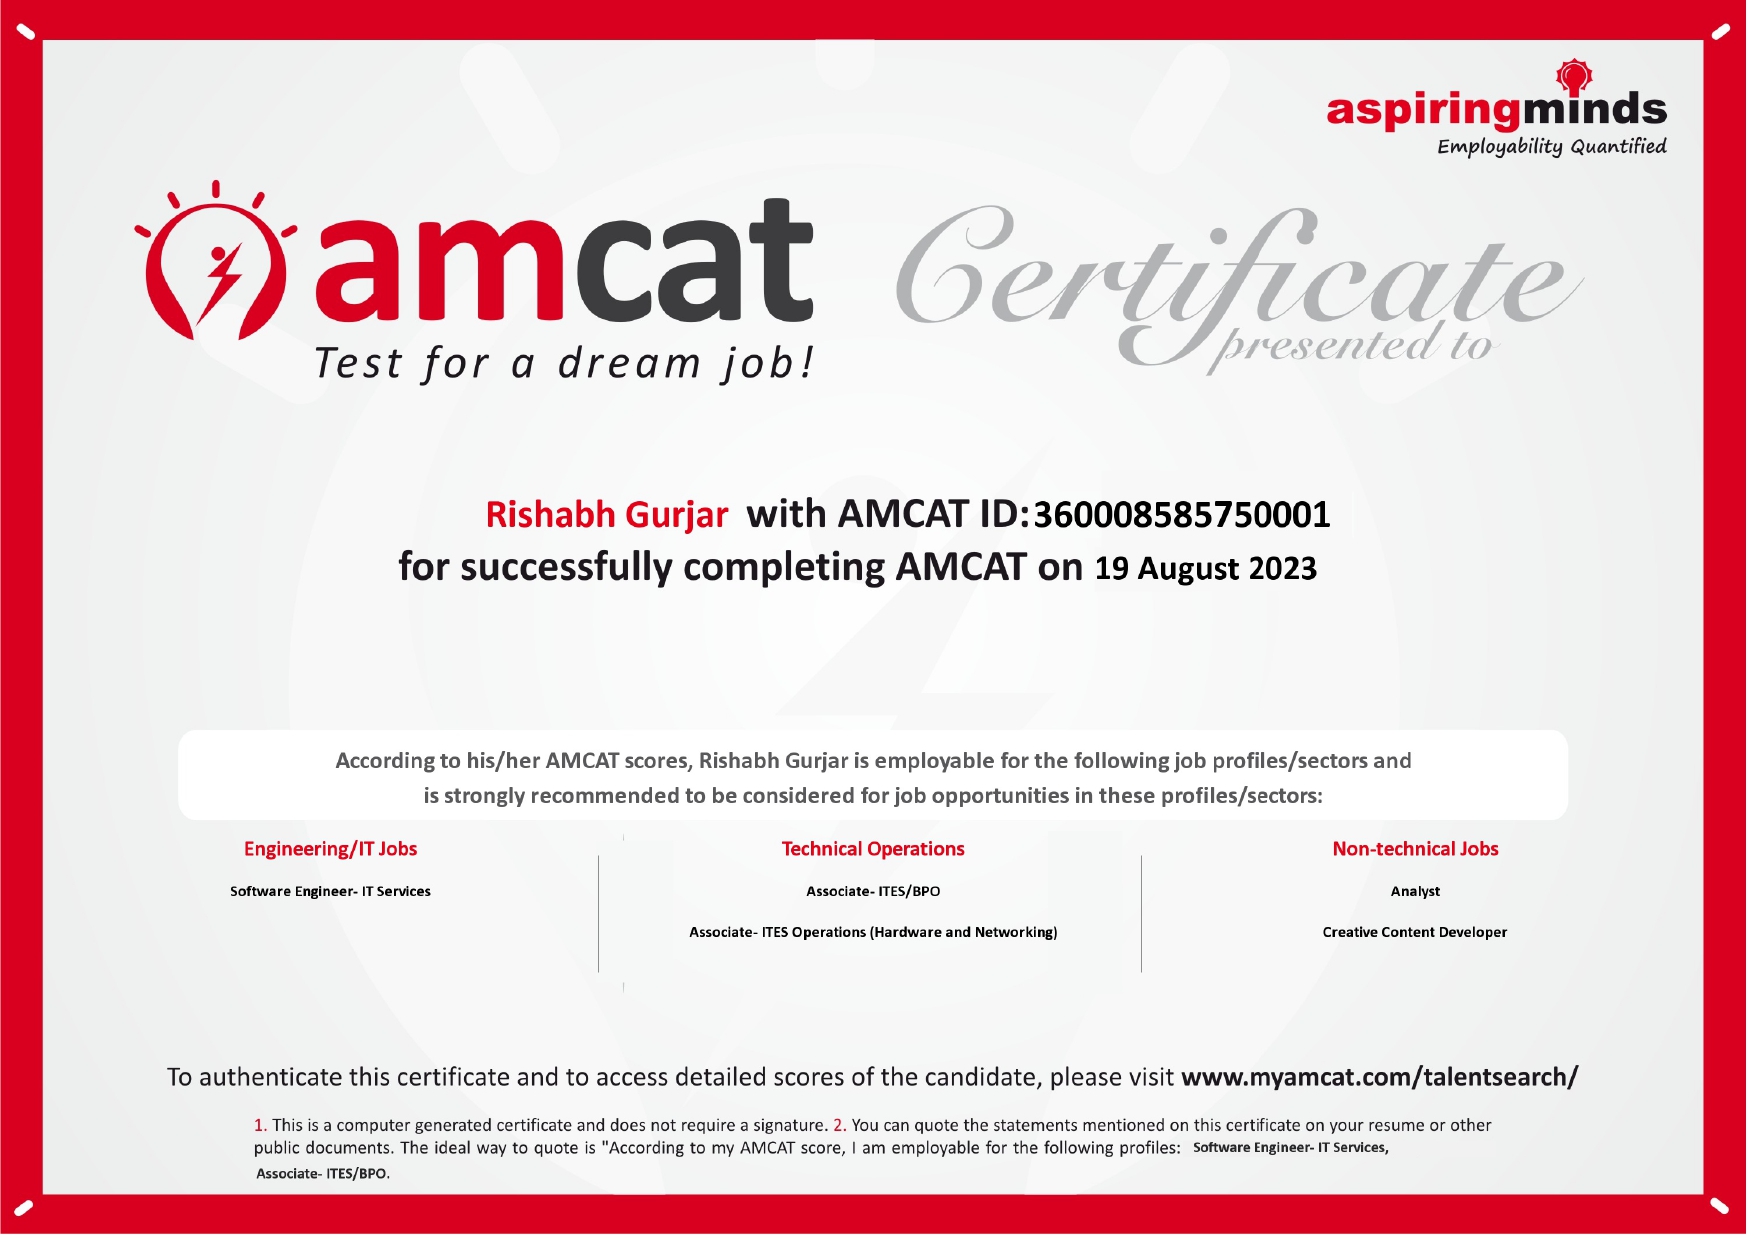 aspiringminds
Employability Quantified
amcat
Test for a dream job!
Certificate
presented to
Rishabh Gurjar with AMCAT ID:360008585750001
for successfully completing AMCAT on 19 August 2023
According to his/her AMCAT scores, Rishabh Gurjar is employable for the following job profiles/sectors and
is strongly recommended to be considered for job opportunities in these profiles/sectors:
Engineering/IT Jobs
Software Engineer- IT Services
Technical Operations
Associate- ITES/BPO
Associate- ITES Operations (Hardware and Networking)
Non-technical Jobs
Analyst
Creative Content Developer
To authenticate this certificate and to access detailed scores of the candidate, please visit www.myamcat.com/talentsearch/
1. This is a computer generated certificate and does not require a signature. 2. You can quote the statements mentioned on this certificate on your resume or other
public documents. The ideal way to quote is "According to my AMCAT score, I am employable for the following profiles: Software Engineer- IT Services,
Associate- ITES/BPO.